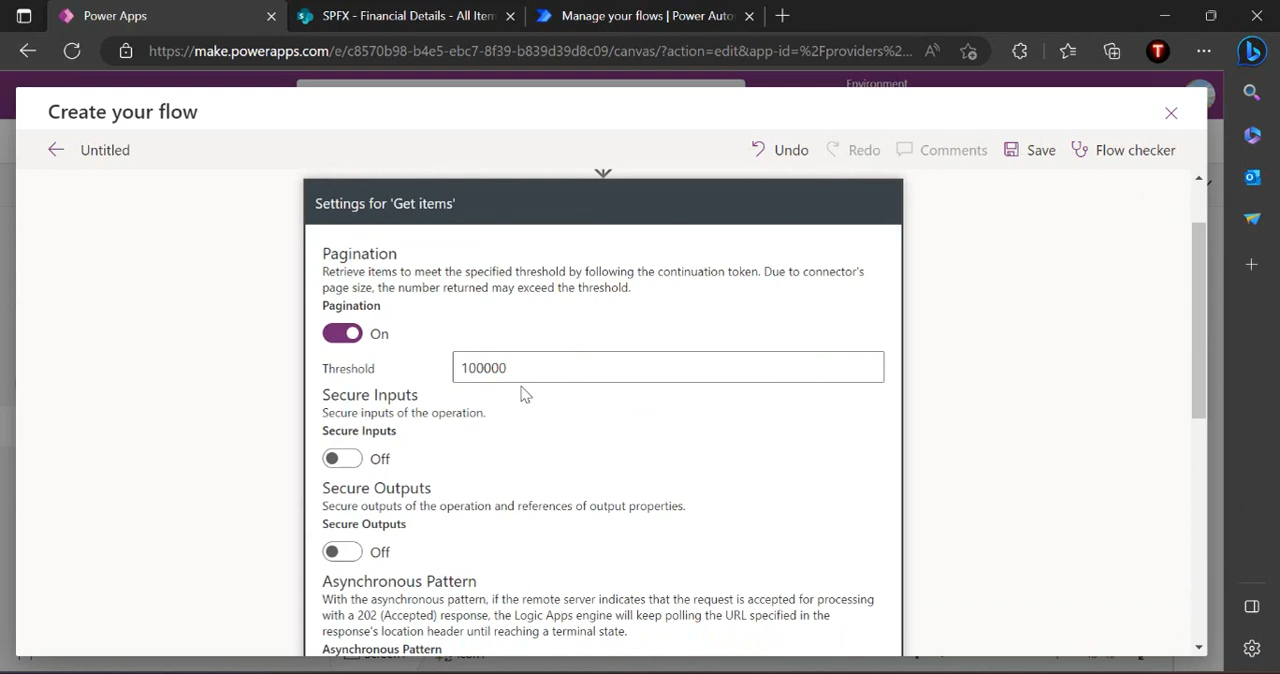 Power Apps
SPFX - Financial Details - All Item
Manage your flows | Power Auto
https://make.powerapps.com/e/c8570b98-b4e5-ebc7-8f39-b839d39d8c09/canvas/?action=edit&app-id=%2Fproviders%2...
T
Environment
Create your flow
Untitled
Undo
Redo
Comments
Save
Flow checker
Settings for 'Get items'
Pagination
Retrieve items to meet the specified threshold by following the continuation token. Due to connector's
page size, the number returned may exceed the threshold.
Pagination
On
Threshold
100000
Secure Inputs
Secure inputs of the operation.
Secure Inputs
Off
Secure Outputs
Secure outputs of the operation and references of output properties.
Secure Outputs
Off
Asynchronous Pattern
With the asynchronous pattern, if the remote server indicates that the request is accepted for processing
with a 202 (Accepted) response, the Logic Apps engine will keep polling the URL specified in the
response's location header until reaching a terminal state.
Asynchronous Pattern